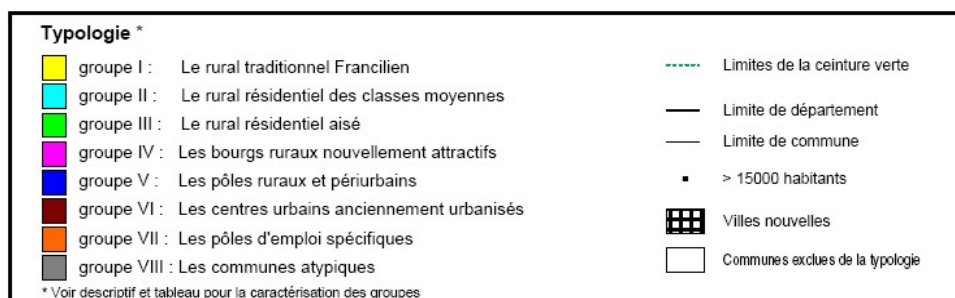 Typologie *
groupe I : Le rural traditionnel Francilien
groupe II : Le rural résidentiel des classes moyennes
groupe III : Le rural résidentiel aisé
groupe IV : Les bourgs ruraux nouvellement attractifs
groupe V : Les pôles ruraux et périurbains
groupe VI : Les centres urbains anciennement urbanisés
groupe VII : Les pôles d'emploi spécifiques
groupe VIII : Les communes atypiques
* Voir descriptif et tableau pour la caractérisation des groupes
Limites de la ceinture verte
Limite de département
Limite de commune
> 15000 habitants
Villes nouvelles
Communes exclues de la typologie